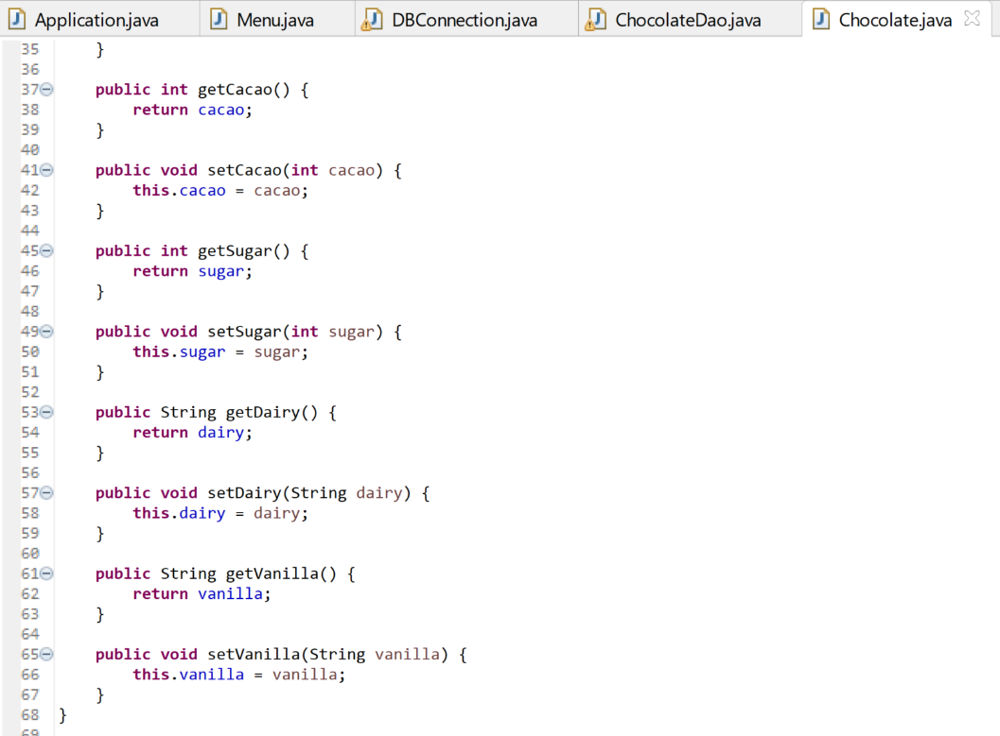 Application.java Menu.java DBConnection.java ChocolateDao.java Chocolate.java
35     }
36
37     public int getCacao() {
38         return cacao;
39     }
40
41     public void setCacao(int cacao) {
42         this.cacao = cacao;
43     }
44
45     public int getSugar() {
46         return sugar;
47     }
48
49     public void setSugar(int sugar) {
50         this.sugar = sugar;
51     }
52
53     public String getDairy() {
54         return dairy;
55     }
56
57     public void setDairy(String dairy) {
58         this.dairy = dairy;
59     }
60
61     public String getVanilla() {
62         return vanilla;
63     }
64
65     public void setVanilla(String vanilla) {
66         this.vanilla = vanilla;
67     }
68 }
69